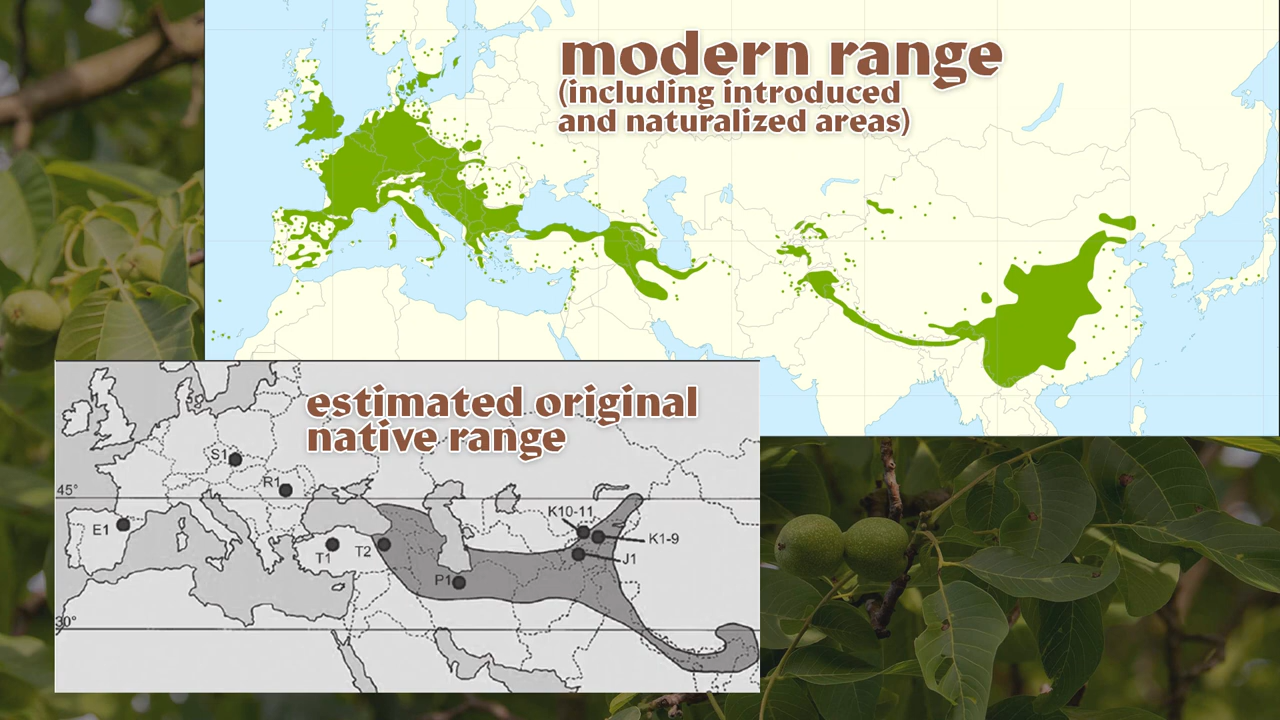 modern range
(including introduced
and naturalized areas)
estimated original
native range
45°
30°
S1
R1
E1
T1
T2
P1
K10-11
K1-9
J1